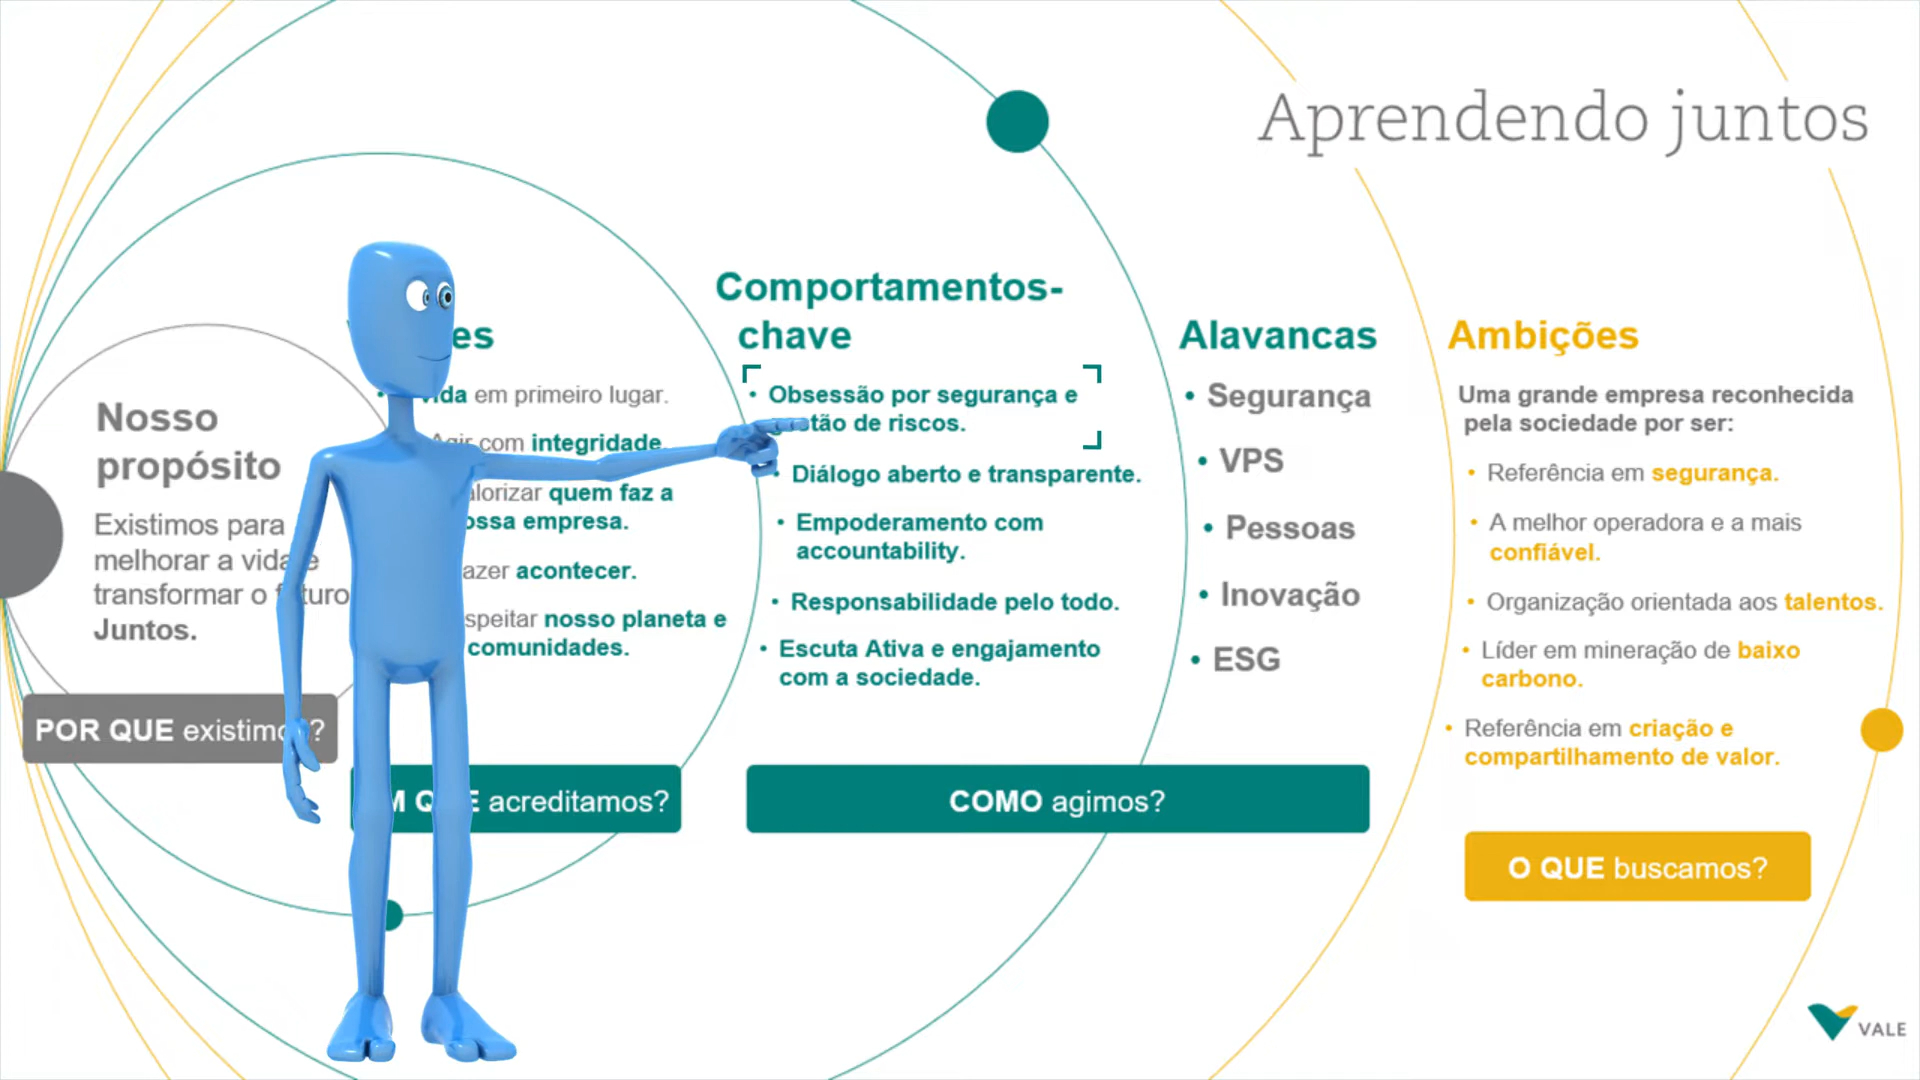 Aprendendo juntos
Nosso
propósito
Existimos para
melhorar a vida e
transformar o
Juntos.
POR QUE
em primeiro lugar.
com integridade.
quem faz a
empresa.
acontecer.
nosso planeta e
comunidades.
acreditamos?
Comportamentos-
chave
• Obsessão por segurança e
de riscos.
• Diálogo aberto e transparente.
• Empoderamento com
accountability.
• Responsabilidade pelo todo.
• Escuta Ativa e engajamento
com a sociedade.
Alavancas
• Segurança
• VPS
• Pessoas
• Inovação
• ESG
COMO agimos?
Ambições
Uma grande empresa reconhecida
pela sociedade por ser:
• Referência em segurança.
• A melhor operadora e a mais
confiável.
• Organização orientada aos talentos.
• Líder em mineração de baixo
carbono.
• Referência em criação e
compartilhamento de valor.
O QUE buscamos?
VALE